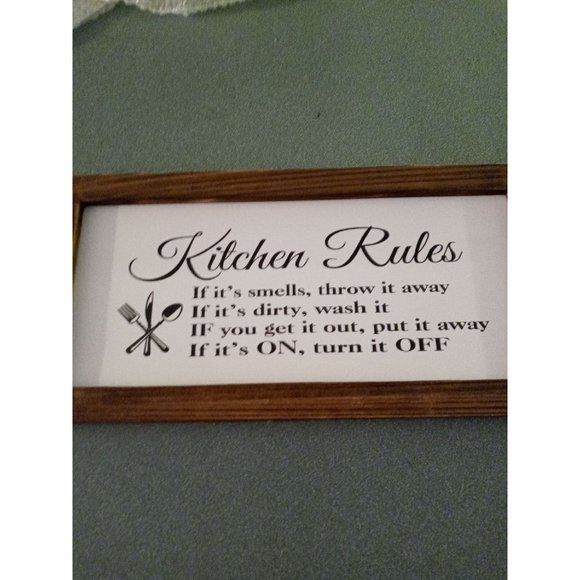 Kitchen Rules
If it's smells, throw it away
If it's dirty, wash it
IF you get it out, put it away
If it's ON, turn it OFF